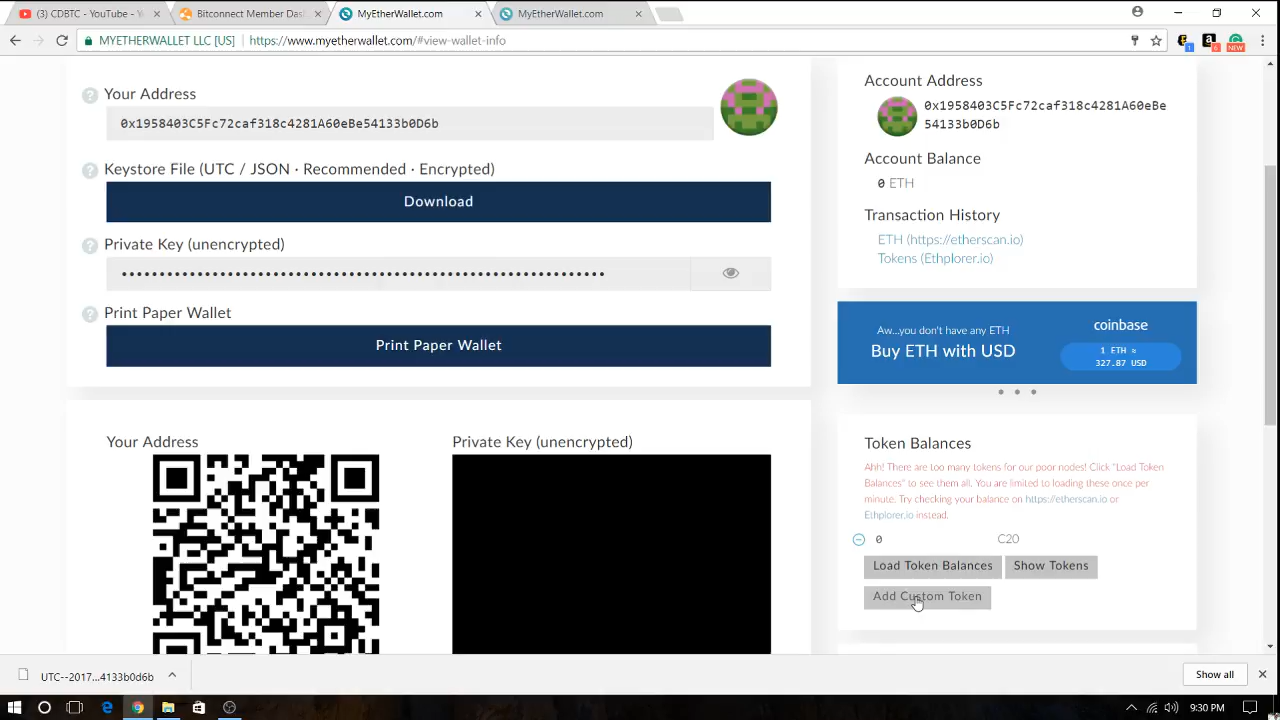 (3) CDBTC - YouTube - Y
Bitconnect Member Das
MyEtherWallet.com
MyEtherWallet.com
MYETHERWALLET LLC [US]
https://www.myetherwallet.com/#view-wallet-info
1
6
NEW
Your Address
0x1958403C5Fc72caf318c4281A60eBe54133b0D6b
Keystore File (UTC / JSON · Recommended · Encrypted)
Download
Private Key (unencrypted)
Print Paper Wallet
Print Paper Wallet
Your Address
Private Key (unencrypted)
Account Address
0x1958403C5Fc72caf318c4281A60eBe
54133b0D6b
Account Balance
0 ETH
Transaction History
ETH (https://etherscan.io)
Tokens (Ethplorer.io)
Aw...you don't have any ETH
Buy ETH with USD
coinbase
1 ETH ≈
327.87 USD
Token Balances
Ahh! There are too many tokens for our poor nodes! Click "Load Token
Balances" to see them all. You are limited to loading these once per
minute. Try checking your balance on https://etherscan.io or
Ethplorer.io instead.
0 C20
Load Token Balances
Show Tokens
Add Custom Token
UTC--2017...4133b0d6b
Show all
9:30 PM